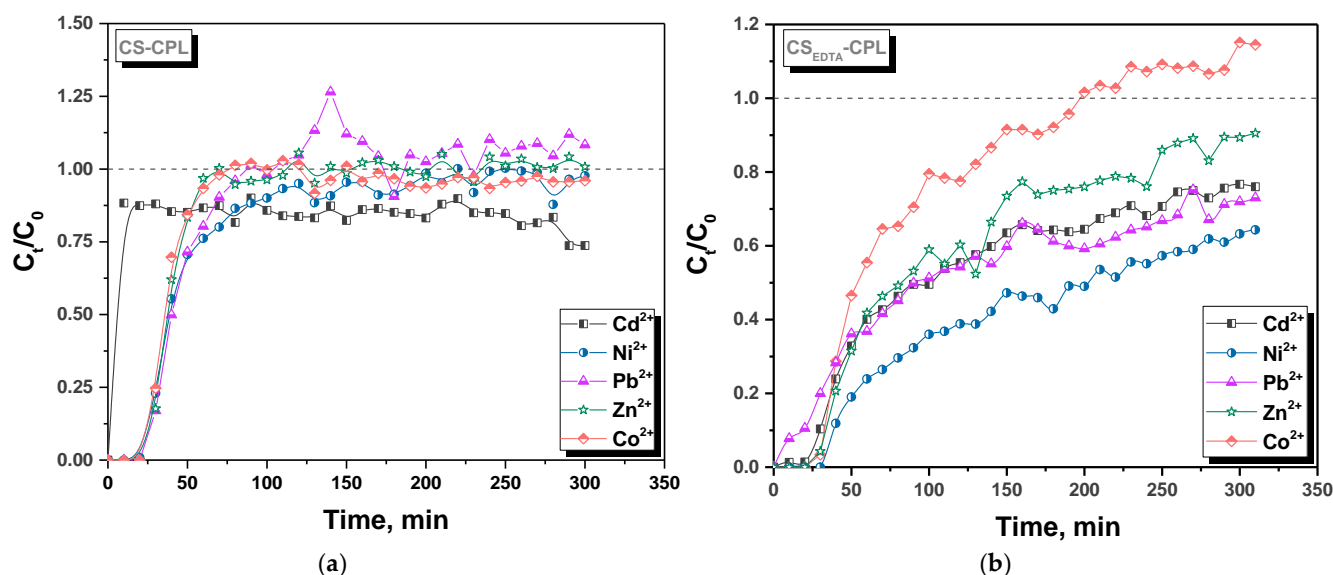 CS-CPL
1.50
1.25
1.00
0.75
0.50
0.25
0.00
Cₜ/C₀
0 50 100 150 200 250 300 350
Time, min
Cd²⁺
Ni²⁺
Pb²⁺
Zn²⁺
Co²⁺
(a)
CS_EDTA-CPL
1.2
1.0
0.8
0.6
0.4
0.2
0.0
Cₜ/C₀
0 50 100 150 200 250 300 350
Time, min
Cd²⁺
Ni²⁺
Pb²⁺
Zn²⁺
Co²⁺
(b)